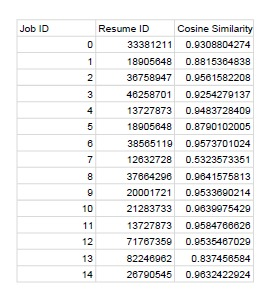 Job ID Resume ID Cosine Similarity
0 33381211 0.9308804274
1 18905648 0.8815364838
2 36758947 0.9561582208
3 46258701 0.9254279137
4 13727873 0.9483728409
5 18905648 0.8790102005
6 38565119 0.9573701024
7 12632728 0.5323573351
8 37664296 0.9641575813
9 20001721 0.9533690214
10 21283733 0.9639975429
11 13727873 0.9584766626
12 71767359 0.9535467029
13 82246962 0.837456584
14 26790545 0.9632422924